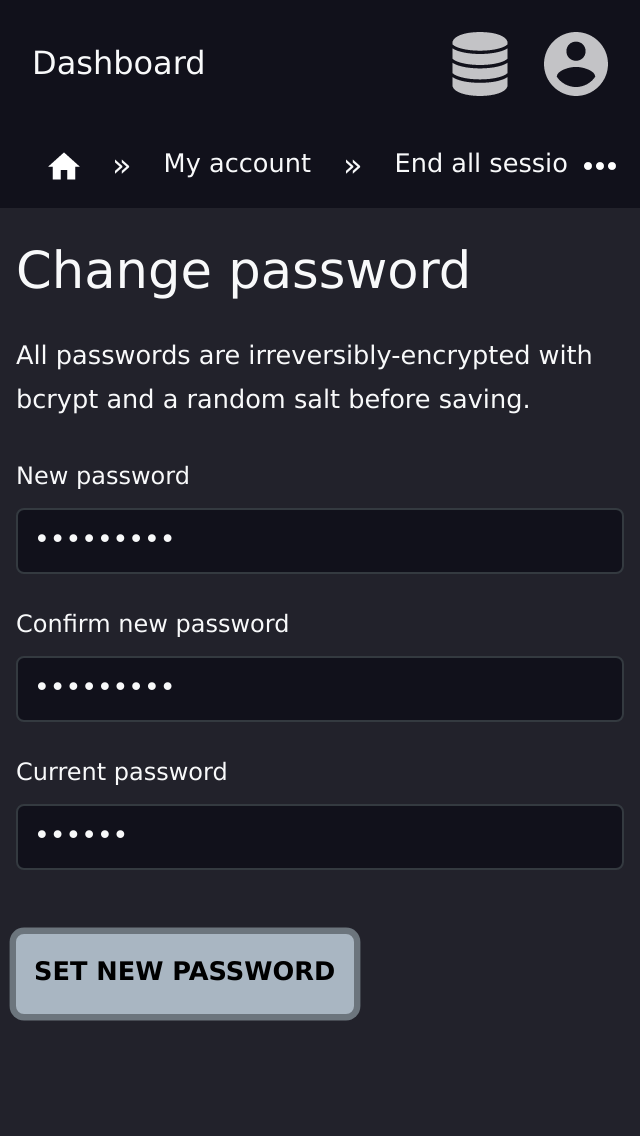 Dashboard
» My account » End all sessio •••
Change password
All passwords are irreversibly-encrypted with
bcrypt and a random salt before saving.
New password
•••••••••
Confirm new password
•••••••••
Current password
••••••
SET NEW PASSWORD